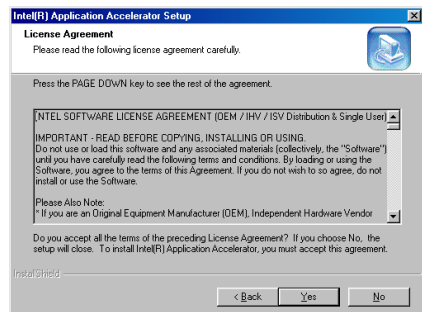 Intel(R) Application Accelerator Setup
License Agreement
Please read the following license agreement carefully.
Press the PAGE DOWN key to see the rest of the agreement.
INTEL SOFTWARE LICENSE AGREEMENT (OEM / IHV / ISV Distribution & Single User)
IMPORTANT - READ BEFORE COPYING, INSTALLING OR USING.
Do not use or load this software and any associated materials (collectively, the "Software")
until you have carefully read the following terms and conditions. By loading or using the
Software, you agree to the terms of this Agreement. If you do not wish to so agree, do not
install or use the Software.
Please Also Note:
* If you are an Original Equipment Manufacturer (OEM), Independent Hardware Vendor
Do you accept all the terms of the preceding License Agreement? If you choose No, the
setup will close. To install Intel(R) Application Accelerator, you must accept this agreement.
InstallShield
< Back Yes No